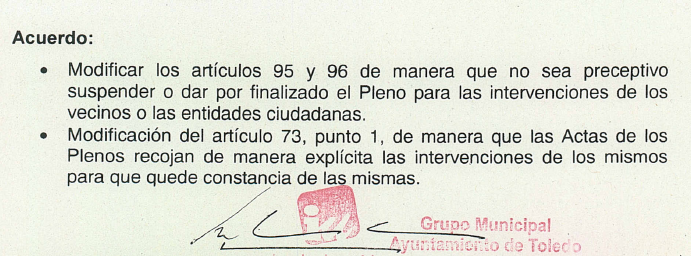 Acuerdo:
• Modificar los artículos 95 y 96 de manera que no sea preceptivo
suspender o dar por finalizado el Pleno para las intervenciones de los
vecinos o las entidades ciudadanas.
• Modificación del artículo 73, punto 1, de manera que las Actas de los
Plenos recojan de manera explícita las intervenciones de los mismos
para que quede constancia de las mismas.
Grupo Municipal
Ayuntamiento de Toledo